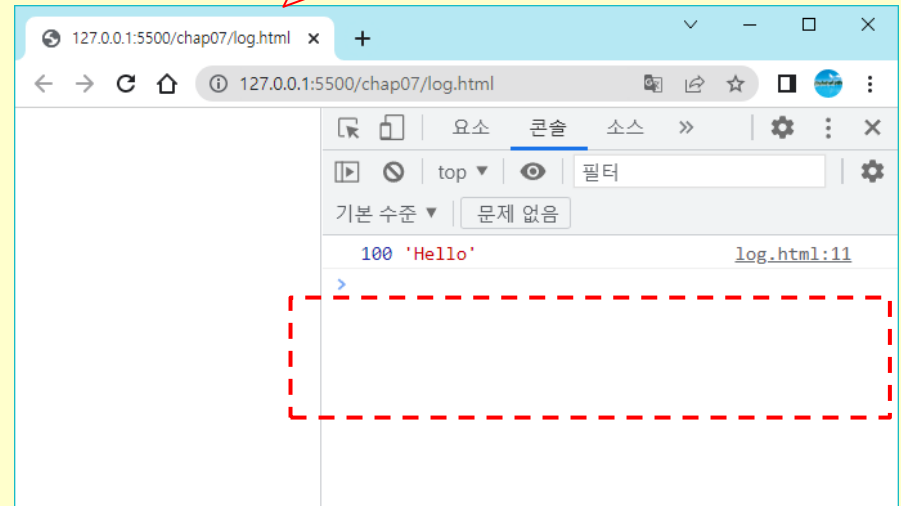 127.0.0.1:5500/chap07/log.html
127.0.0.1:5500/chap07/log.html
요소 콘솔 소스
top 필터
기본 수준 문제 없음
100 'Hello' log.html:11